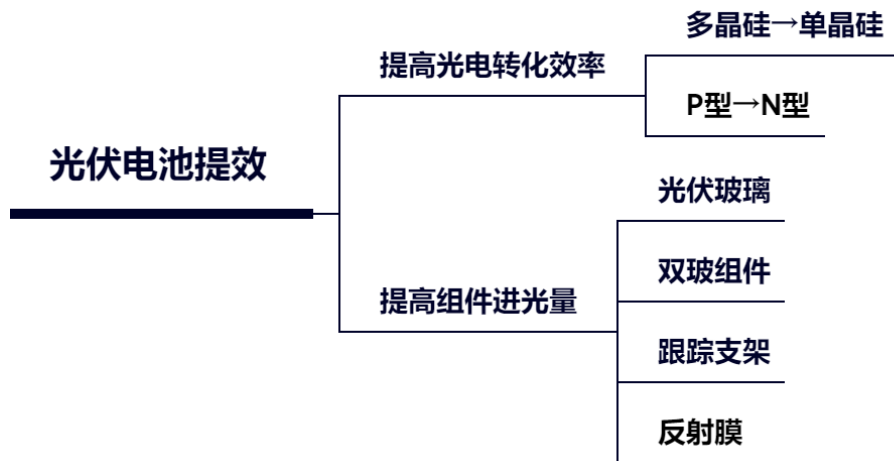 光伏电池提效
提高光电转化效率
多晶硅→单晶硅
P型→N型
提高组件进光量
光伏玻璃
双玻组件
跟踪支架
反射膜